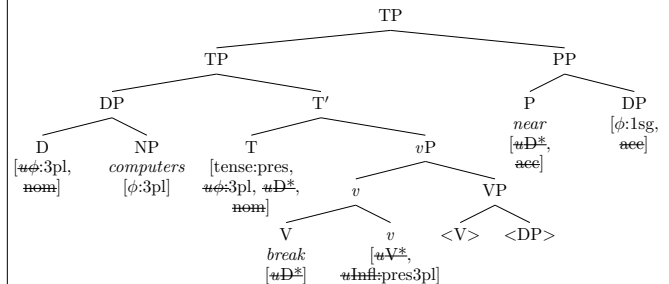 TP
TP PP
DP T′ P DP
near [ϕ:1sg,
D NP T vP [uD*, acc]
[uϕ:3pl, computers [tense:pres, acc]
nom] [ϕ:3pl] uϕ:3pl, uD*,
nom] v VP
V v <V> <DP>
break [uV*,
[uD*] uInfl:pres3pl]